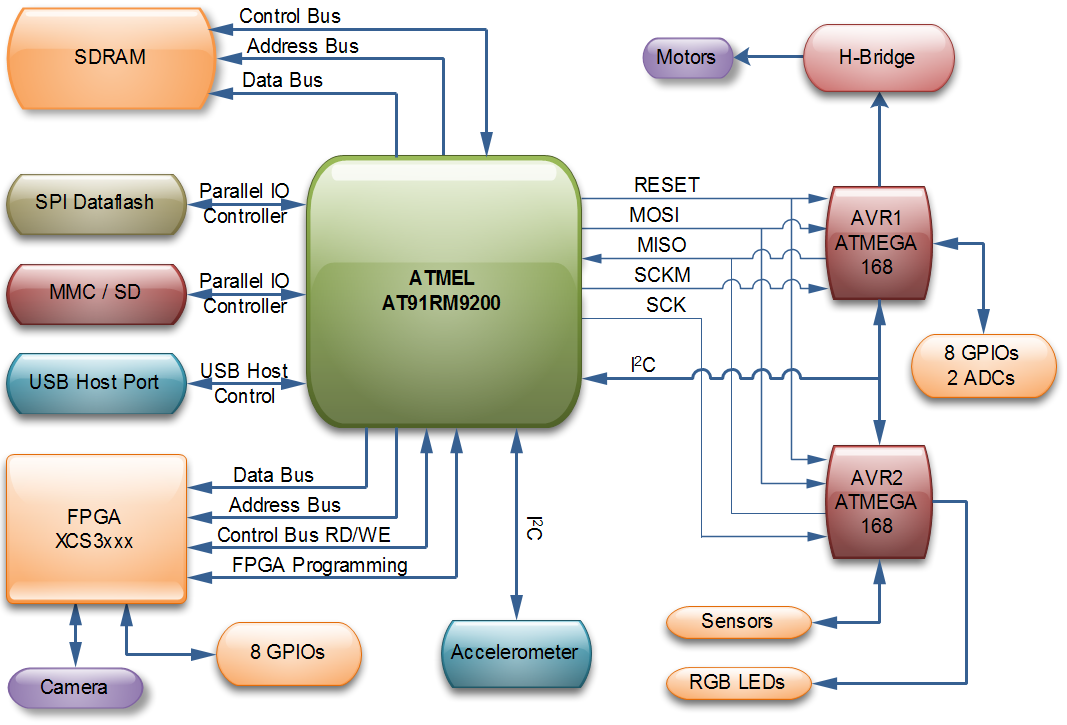 Control Bus
SDRAM
Address Bus
Data Bus
Motors
H-Bridge
SPI Dataflash
Parallel IO
Controller
MMC / SD
Parallel IO
Controller
USB Host Port
USB Host
Control
ATMEL
AT91RM9200
RESET
MOSI
MISO
SCKM
SCK
I²C
AVR1
ATMEGA
168
8 GPIOs
2 ADCs
AVR2
ATMEGA
168
FPGA
XCS3xxx
Data Bus
Address Bus
Control Bus RD/WE
FPGA Programming
I²C
Sensors
RGB LEDs
Accelerometer
8 GPIOs
Camera